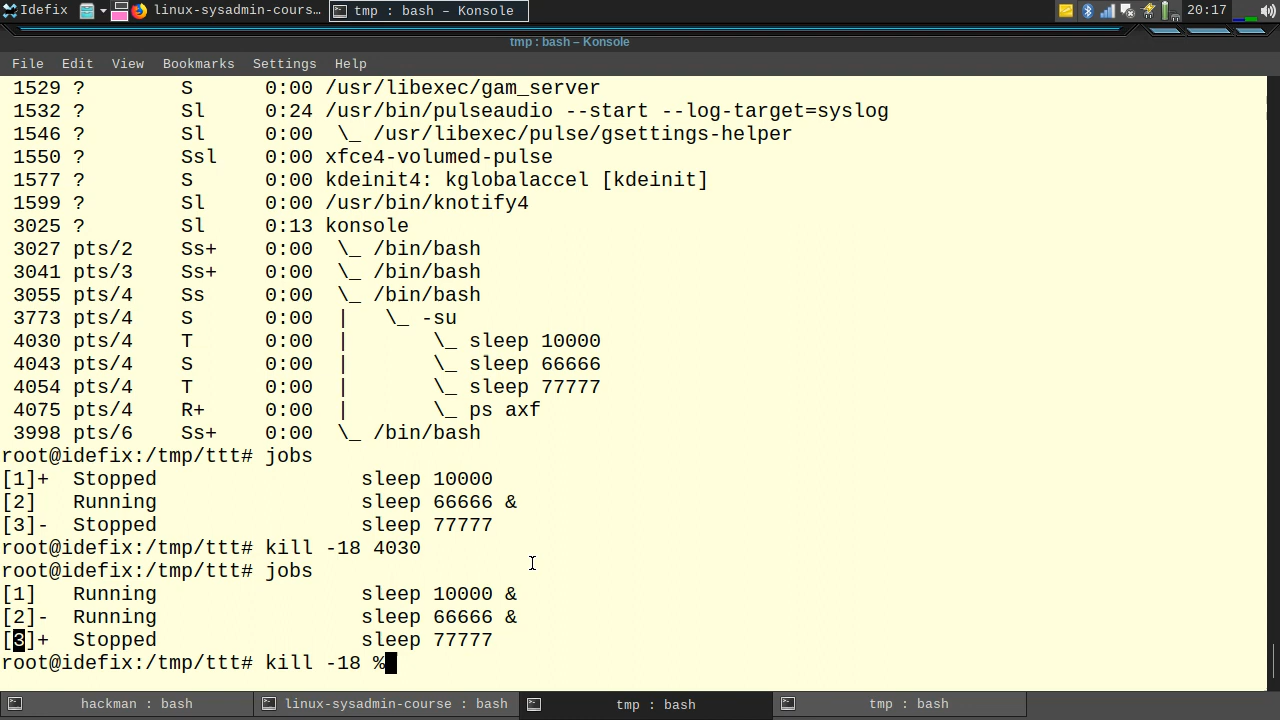 Idefix linux-sysadmin-cours… tmp : bash – Konsole 20:17
tmp : bash – Konsole
File Edit View Bookmarks Settings Help
1529 ? S 0:00 /usr/libexec/gam_server
1532 ? Sl 0:24 /usr/bin/pulseaudio --start --log-target=syslog
1546 ? Sl 0:00 \_ /usr/libexec/pulse/gsettings-helper
1550 ? Ssl 0:00 xfce4-volumed-pulse
1577 ? S 0:00 kdeinit4: kglobalaccel [kdeinit]
1599 ? Sl 0:00 /usr/bin/knotify4
3025 ? Sl 0:13 konsole
3027 pts/2 Ss+ 0:00 \_ /bin/bash
3041 pts/3 Ss+ 0:00 \_ /bin/bash
3055 pts/4 Ss 0:00 \_ /bin/bash
3773 pts/4 S 0:00 | \_ -su
4030 pts/4 T 0:00 | \_ sleep 10000
4043 pts/4 S 0:00 | \_ sleep 66666
4054 pts/4 T 0:00 | \_ sleep 77777
4075 pts/4 R+ 0:00 | \_ ps axf
3998 pts/6 Ss+ 0:00 \_ /bin/bash
root@idefix:/tmp/ttt# jobs
[1]+ Stopped sleep 10000
[2] Running sleep 66666 &
[3]- Stopped sleep 77777
root@idefix:/tmp/ttt# kill -18 4030
root@idefix:/tmp/ttt# jobs
[1] Running sleep 10000 &
[2]- Running sleep 66666 &
[3]+ Stopped sleep 77777
root@idefix:/tmp/ttt# kill -18 %
hackman : bash linux-sysadmin-course : bash tmp : bash tmp : bash